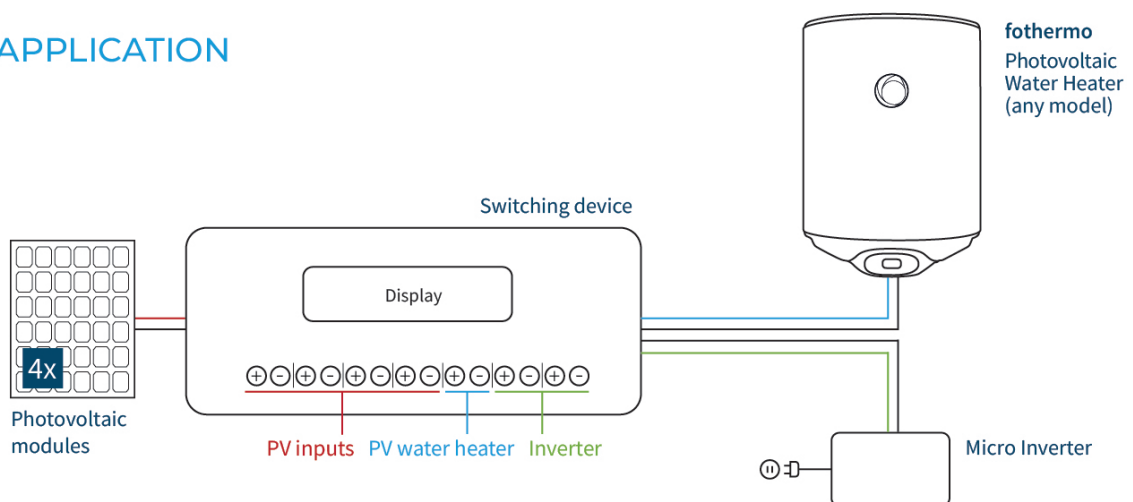 APPLICATION
fothermo
Photovoltaic
Water Heater
(any model)
Switching device
Display
4x
+ - + - + - + - + - + - + -
Photovoltaic
modules
PV inputs PV water heater Inverter
Micro Inverter